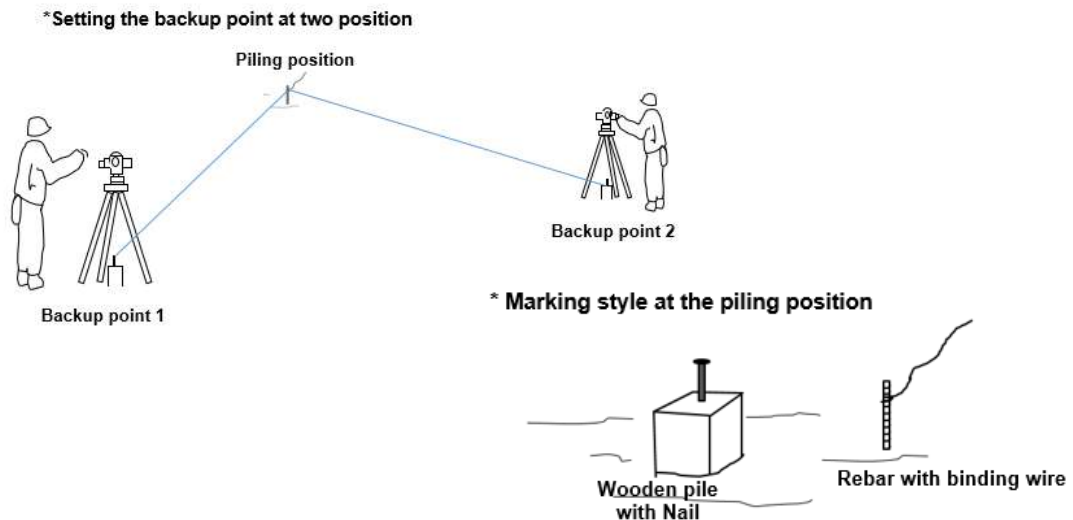 *Setting the backup point at two position
Piling position
Backup point 2
Backup point 1
* Marking style at the piling position
Wooden pile
with Nail
Rebar with binding wire